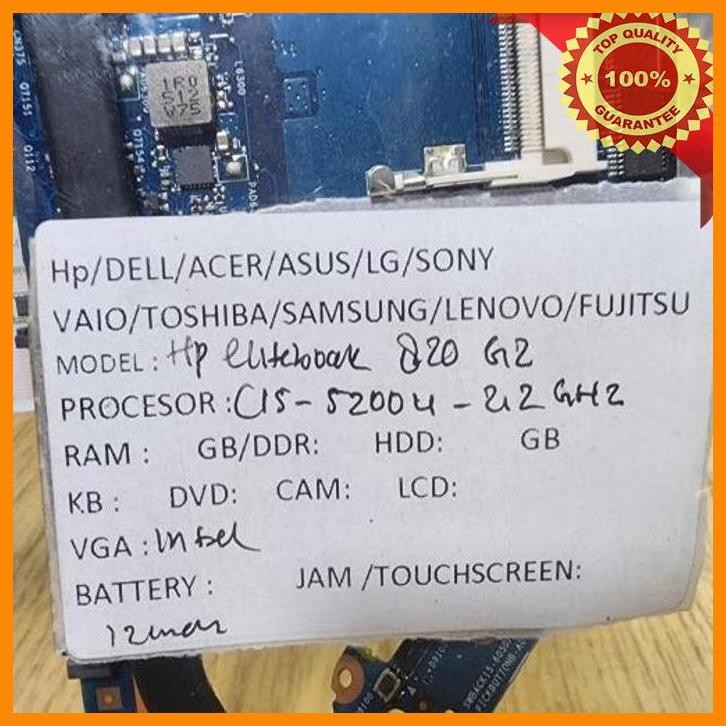 TOP QUALITY
100%
GUARANTEE
Hp/DELL/ACER/ASUS/LG/SONY
VAIO/TOSHIBA/SAMSUNG/LENOVO/FUJITSU
MODEL : Hp Elitebook 820 G2
PROCESOR : Ci5-5200U - 2.2 GHz
RAM : GB/DDR: HDD: GB
KB : DVD: CAM: LCD:
VGA : Intel
BATTERY : JAM /TOUCHSCREEN: